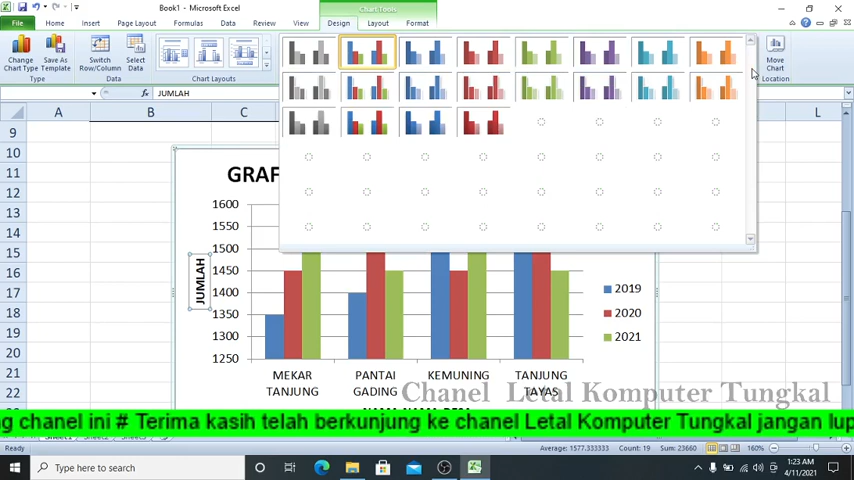 Book1 - Microsoft Excel
Chart Tools
File
Home
Insert
Page Layout
Formulas
Data
Review
View
Design
Layout
Format
Change
Chart Type
Save As
Template
Switch
Row/Column
Select
Data
Move
Chart
Type
Data
Chart Layouts
Location
JUMLAH
A
B
C
L
9
10
11
12
13
14
15
16
17
18
19
20
21
22
GRAF
1600
1550
1500
1450
1400
1350
1300
1250
JUMLAH
2019
2020
2021
MEKAR
TANJUNG
PANTAI
GADING
KEMUNING
TANJUNG
TAYAS
Chanel Letal Komputer Tungkal
g chanel ini # Terima kasih telah berkunjung ke chanel Letal Komputer Tungkal jangan lup
Ready
Average: 1577.333333
Count: 19
Sum: 23660
160%
Type here to search
1:23 AM
4/11/2021